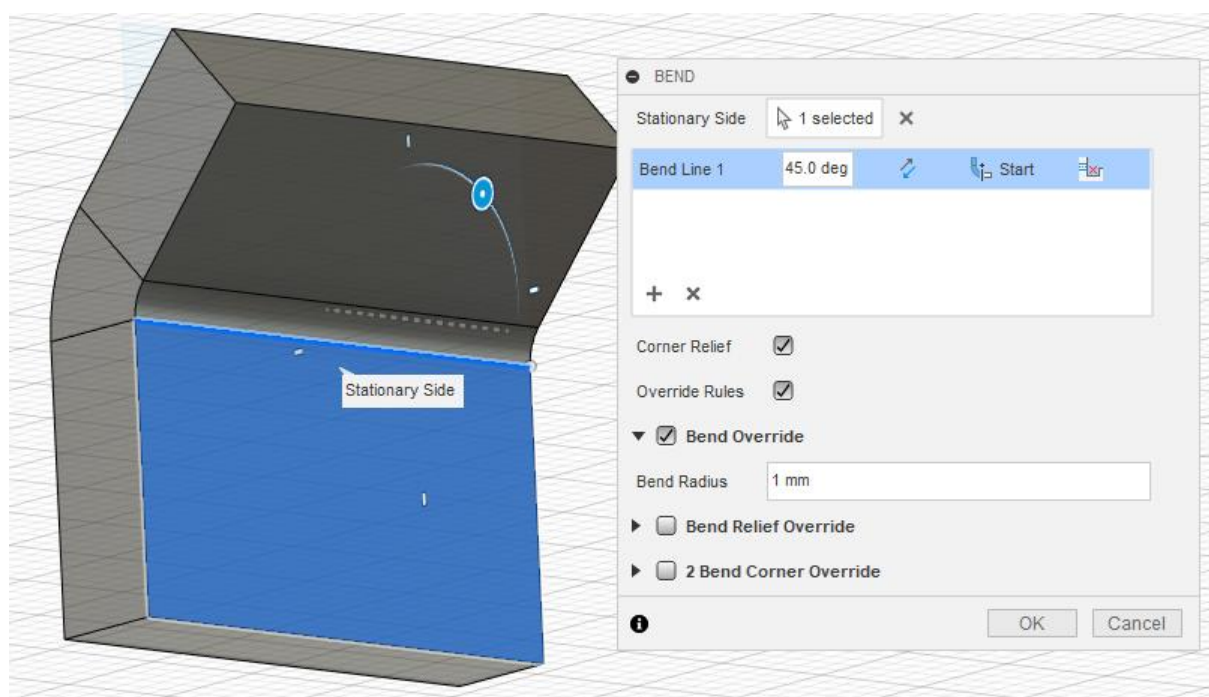 BEND
Stationary Side 1 selected
Bend Line 1 45.0 deg Start
Corner Relief
Override Rules
Bend Override
Bend Radius 1 mm
Bend Relief Override
2 Bend Corner Override
OK Cancel
Stationary Side